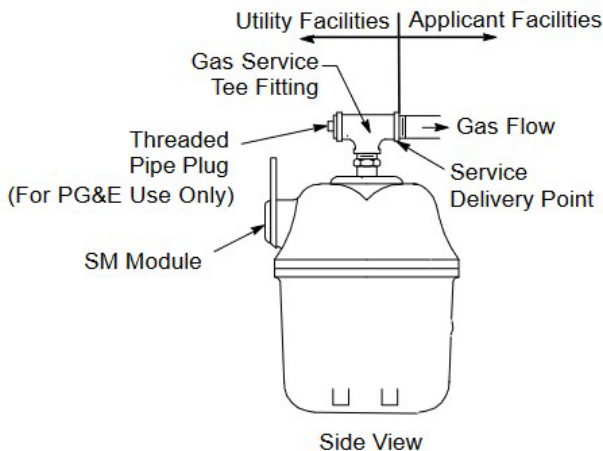 Utility Facilities
Applicant Facilities
Gas Service
Tee Fitting
Gas Flow
Threaded
Pipe Plug
(For PG&E Use Only)
Service
Delivery Point
SM Module
Side View